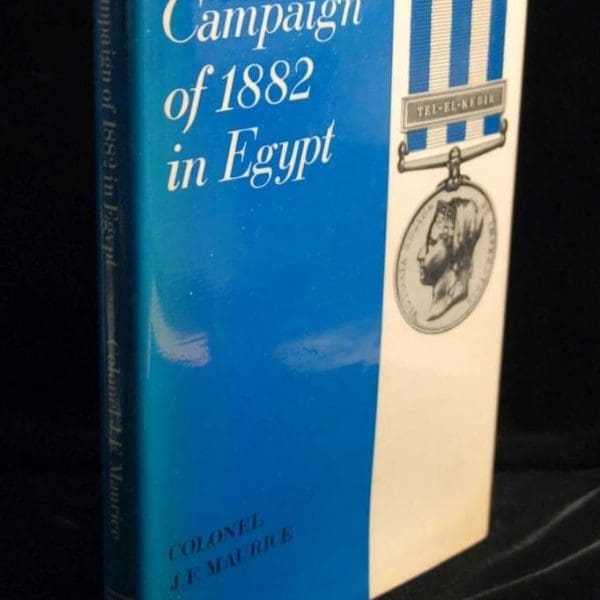 Campaign
of 1882
in Egypt
TEL-EL-KEBIR
COLONEL
J.F. MAURICE
mpaign of 1882 in Egypt Colonel J.F. Maurice